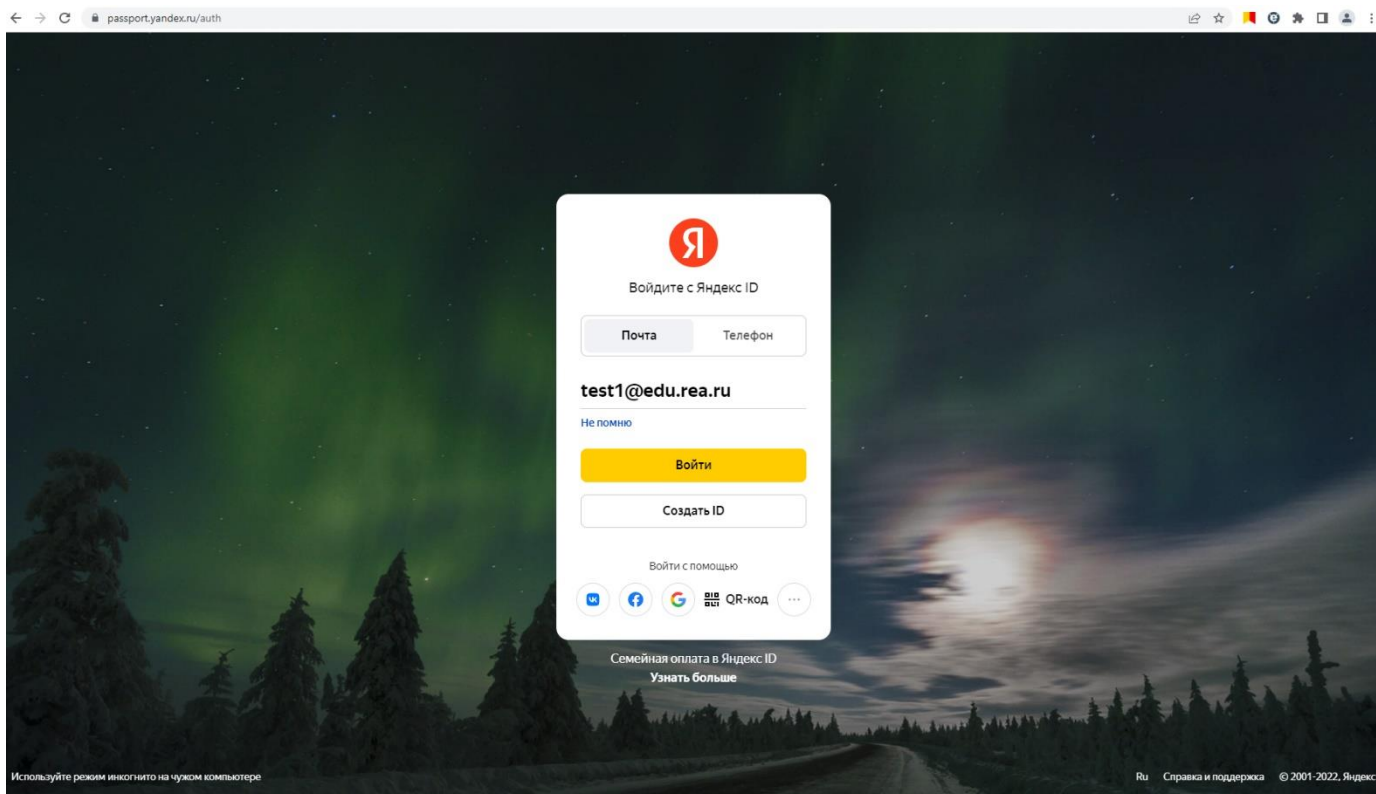 passport.yandex.ru/auth
Я
Войдите с Яндекс ID
Почта Телефон
test1@edu.rea.ru
Не помню
Войти
Создать ID
Войти с помощью
QR-код
Семейная оплата в Яндекс ID
Узнать больше
Используйте режим инкогнито на чужом компьютере
Ru Справка и поддержка © 2001-2022, Яндекс